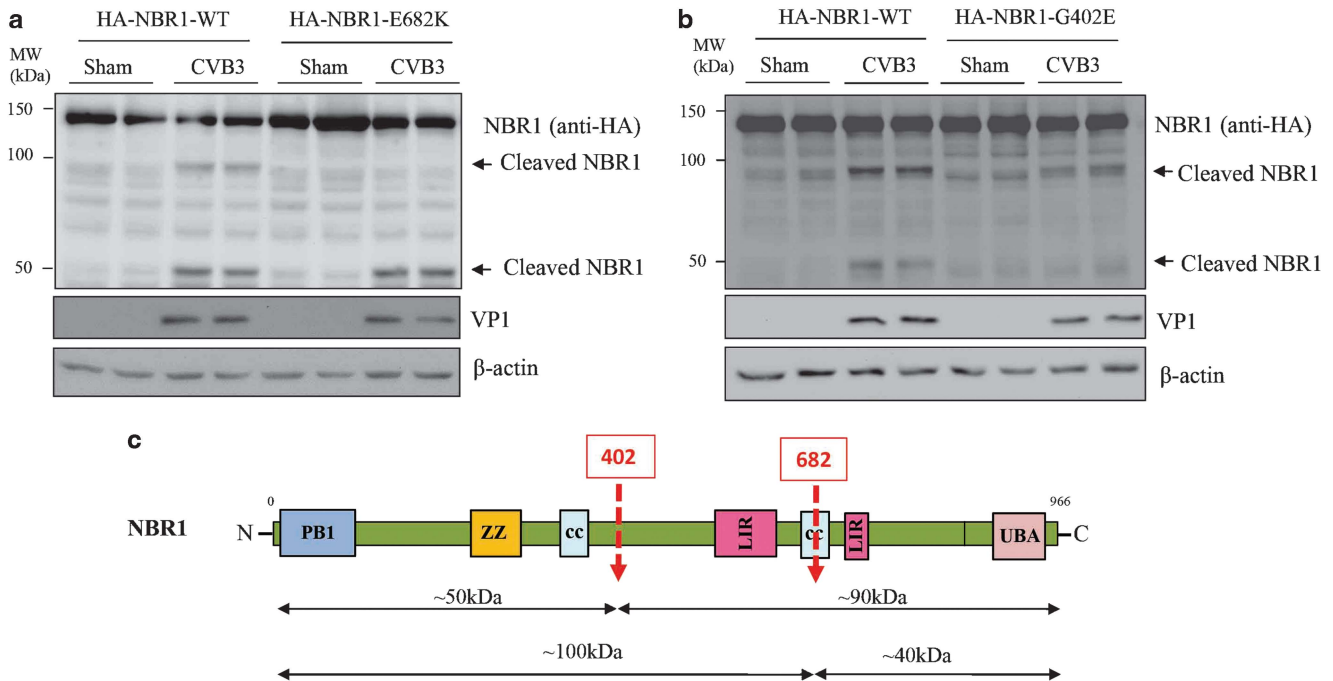 a
HA-NBR1-WT
HA-NBR1-E682K
MW
(kDa)
Sham
CVB3
Sham
CVB3
150
100
50
NBR1 (anti-HA)
Cleaved NBR1
Cleaved NBR1
VP1
β-actin
b
HA-NBR1-WT
HA-NBR1-G402E
MW
(kDa)
Sham
CVB3
Sham
CVB3
150
100
50
NBR1 (anti-HA)
Cleaved NBR1
Cleaved NBR1
VP1
β-actin
c
402
682
0
966
NBR1
N
PB1
ZZ
cc
LIR
cc
LIR
UBA
C
~50kDa
~90kDa
~100kDa
~40kDa